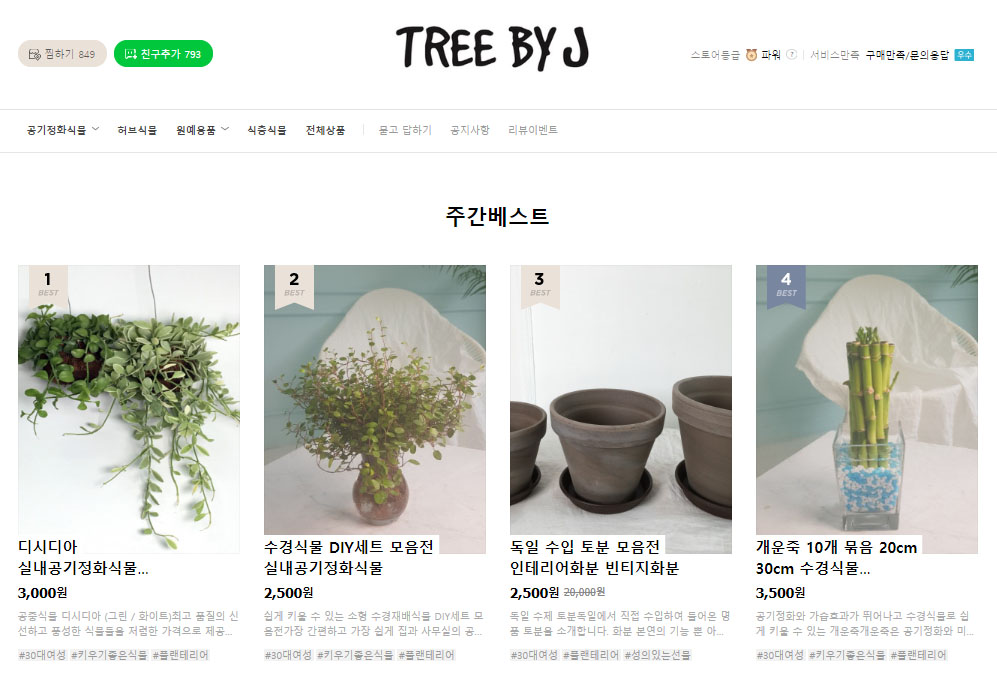 찜하기 849
친구추가 793
TREE BY J
스토어등급 파워 ? 서비스만족 구매만족/문의응답 우수
공기정화식물 허브식물 원예용품 식충식물 전체상품 묻고 답하기 공지사항 리뷰이벤트
주간베스트
1
BEST
디시디아
실내공기정화식물...
3,000원
공중식물 디시디아 (그린 / 화이트)최고 품질의 신
선하고 풍성한 식물들을 저렴한 가격으로 제공...
#30대여성 #키우기좋은식물 #플랜테리어
2
BEST
수경식물 DIY세트 모음전
실내공기정화식물
2,500원
쉽게 키울 수 있는 소형 수경재배식물 DIY세트 모
음전가장 간편하고 가장 쉽게 집과 사무실의 공...
#30대여성 #키우기좋은식물 #플랜테리어
3
BEST
독일 수입 토분 모음전
인테리어화분 빈티지화분
2,500원 20,000원
독일 수제 토분독일에서 직접 수입하여 들어온 명
품 토분을 소개합니다. 화분 본연의 기능 뿐 아...
#30대여성 #플랜테리어 #성의있는선물
4
BEST
개운죽 10개 묶음 20cm
30cm 수경식물...
3,500원
공기정화와 가습효과가 뛰어나고 수경식물로 쉽
게 키울 수 있는 개운죽개운죽은 공기정화와 미...
#30대여성 #키우기좋은식물 #플랜테리어